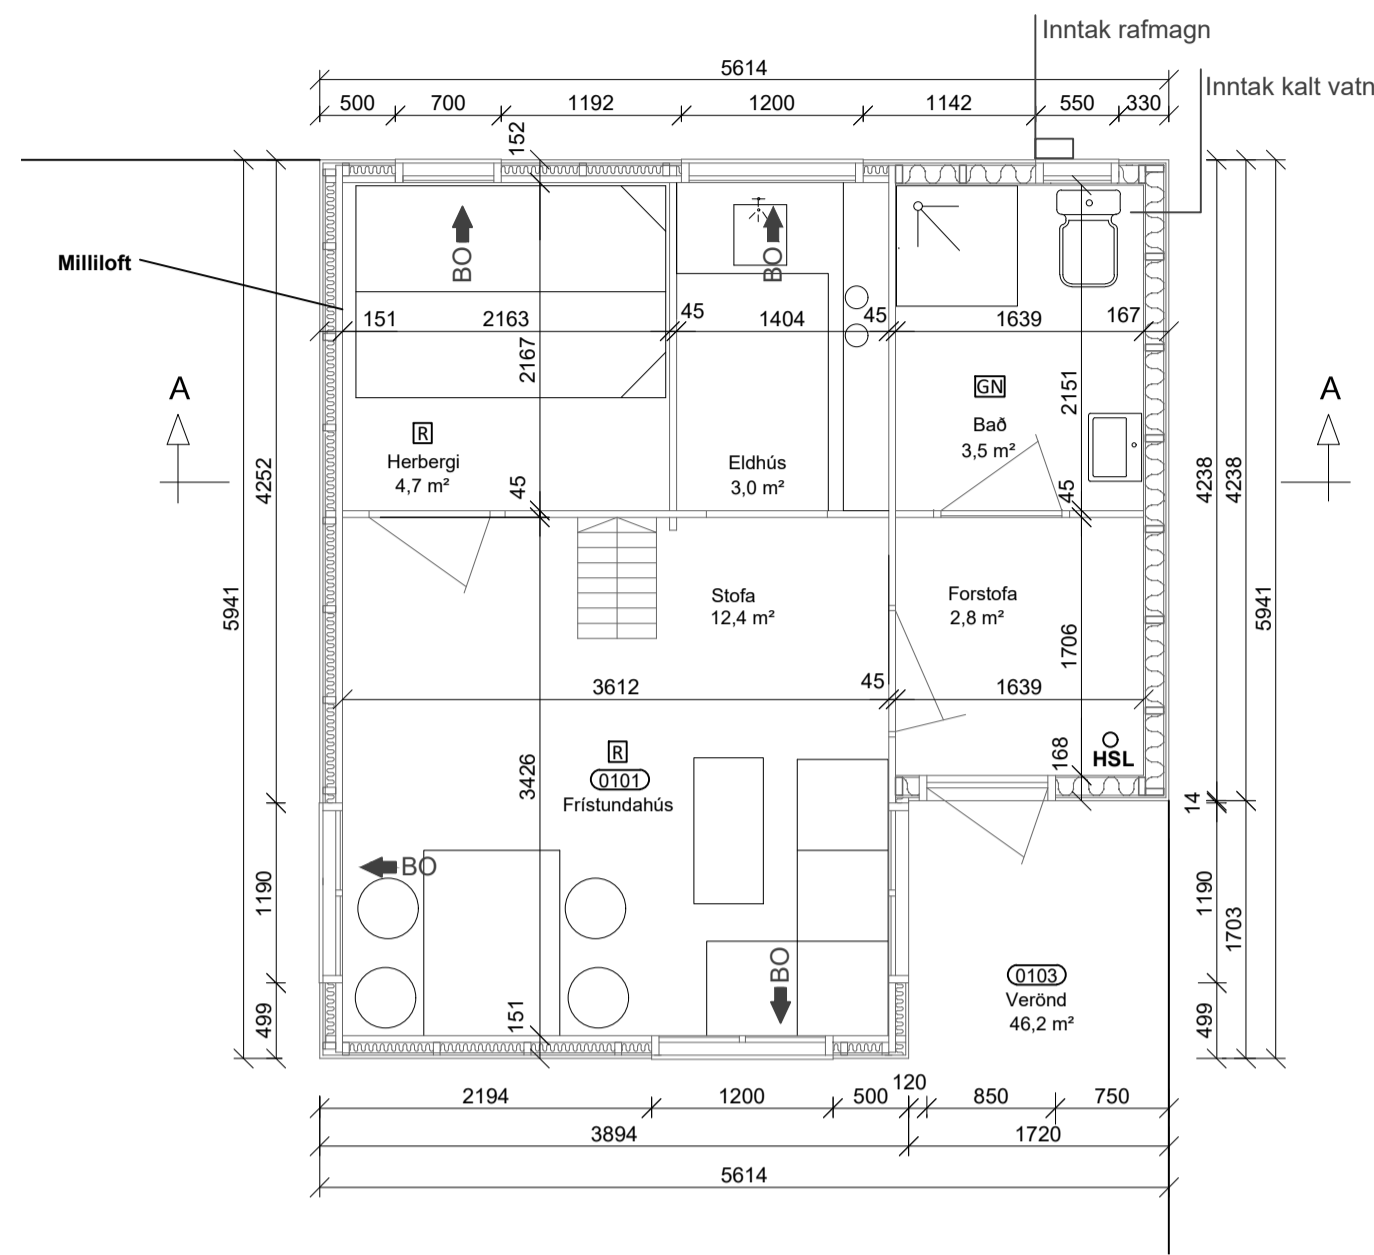 Inntak rafmagn
5614
Inntak kalt vatn
500 700 1192 1200 1142 550 330
152
Milliloft
BO
BO
151 2163 45 1404 45 1639 167
2167
2151
A
A
GN
Bað
3,5 m²
R
Herbergi
4,7 m²
Eldhús
3,0 m²
45
45
4252
4238
4238
5941
5941
Stofa
12,4 m²
Forstofa
2,8 m²
1706
3612 45 1639
3426
R
0101
Frístundahús
168
HSL
14
BO
BO
1190
499
1190
1703
499
0103
Verönd
46,2 m²
151
2194 1200 500 120 850 750
3894 1720
5614